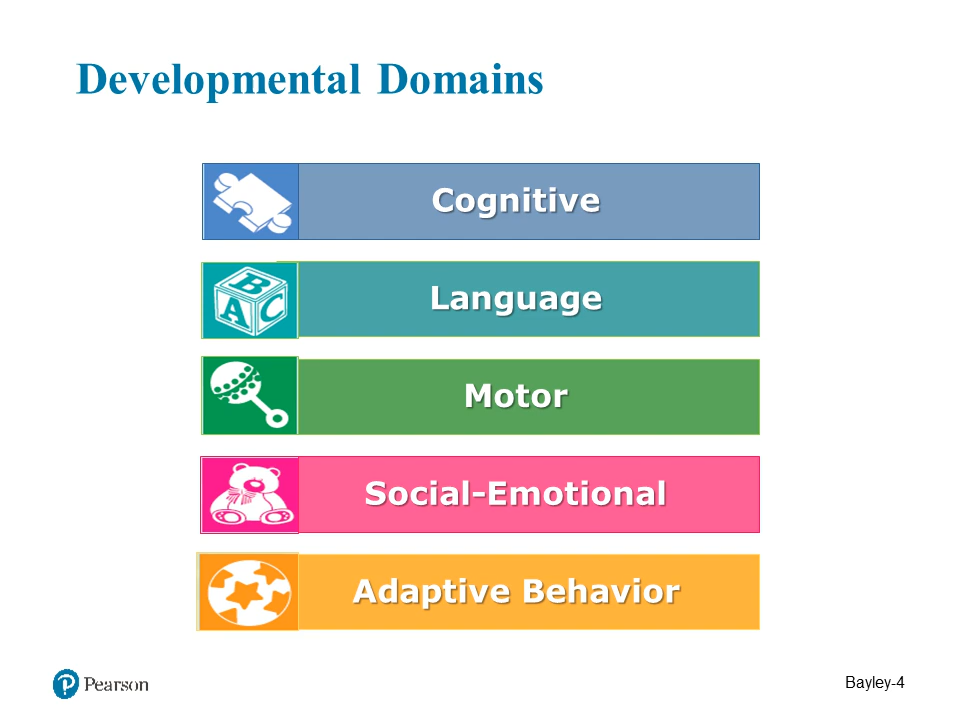 Developmental Domains
Cognitive
B
A C
Language
Motor
Social-Emotional
Adaptive Behavior
P Pearson
Bayley-4